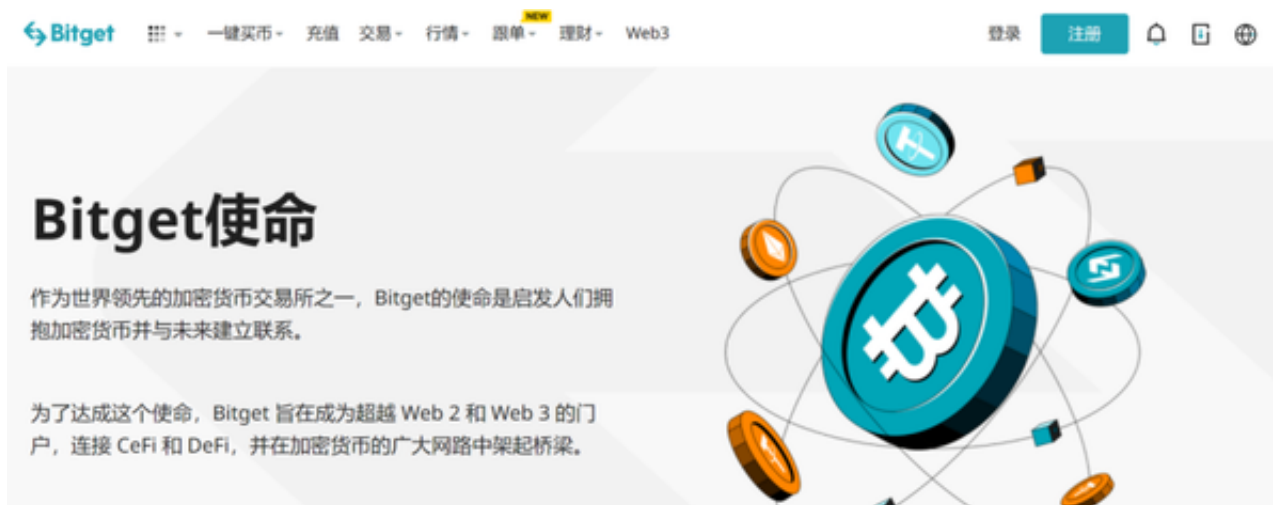 Bitget 一键买币 充值 交易 行情 跟单 NEW 理财 Web3 登录 注册
Bitget使命
作为世界领先的加密货币交易所之一，Bitget的使命是启发人们拥
抱加密货币并与未来建立联系。
为了达成这个使命，Bitget 旨在成为超越 Web 2 和 Web 3 的门
户，连接 CeFi 和 DeFi，并在加密货币的广大网路中架起桥梁。